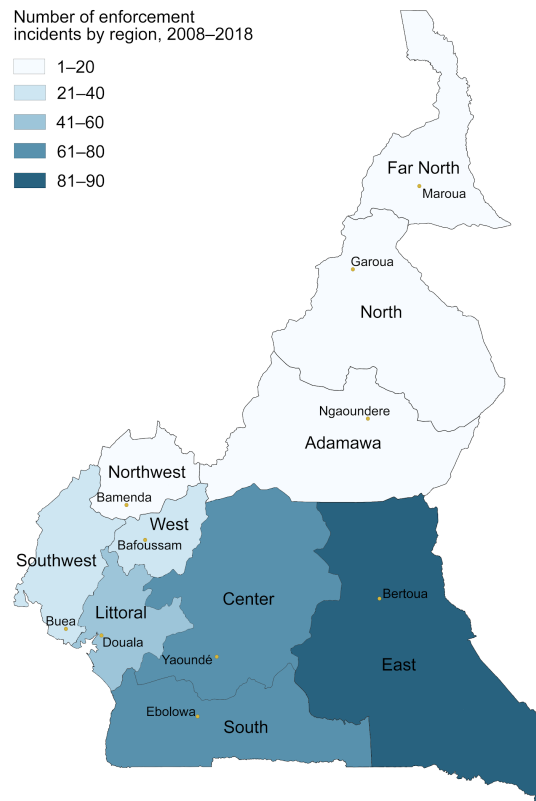 Number of enforcement
incidents by region, 2008–2018
1–20
21–40
41–60
61–80
81–90
Far North
Maroua
Garoua
North
Ngaoundere
Adamawa
Northwest
Bamenda
West
Bafoussam
Southwest
Center
Bertoua
Littoral
Buea
Douala
Yaoundé
East
Ebolowa
South